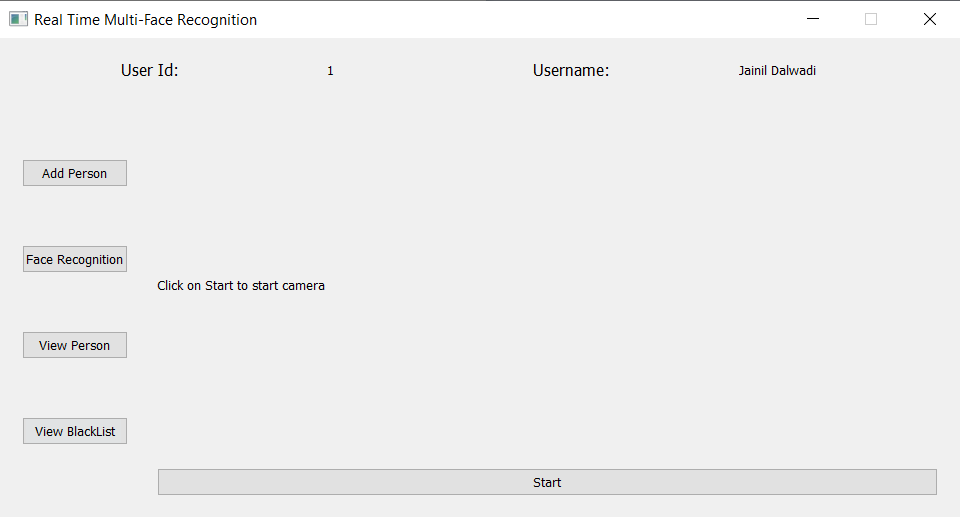 Real Time Multi-Face Recognition
User Id: 1 Username: Jainil Dalwadi
Add Person
Face Recognition
Click on Start to start camera
View Person
View BlackList
Start